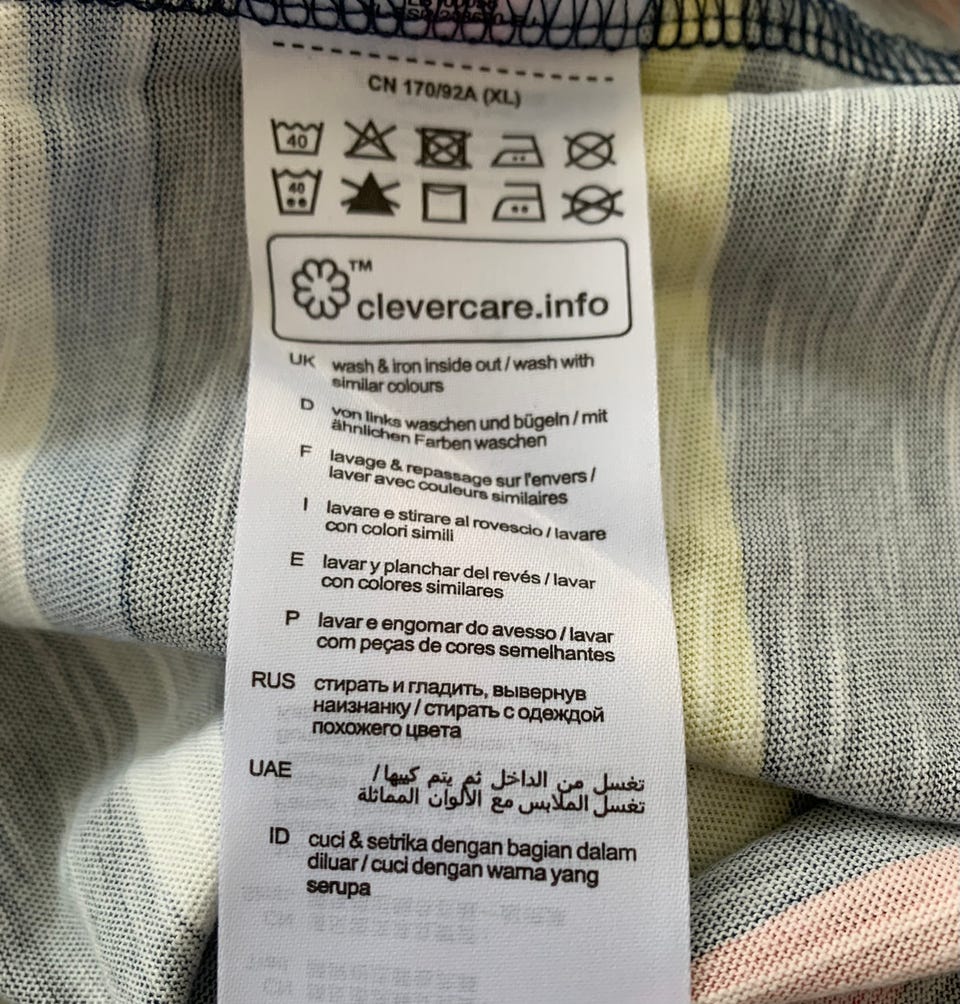 CN 170/92A (XL)
40
40
TM
clevercare.info
UK wash & iron inside out / wash with
similar colours
D von links waschen und bügeln / mit
ähnlichen Farben waschen
F lavage & repassage sur l'envers /
laver avec couleurs similaires
I lavare e stirare al rovescio / lavare
con colori simili
E lavar y planchar del revés / lavar
con colores similares
P lavar e engomar do avesso / lavar
com peças de cores semelhantes
RUS стирать и гладить, вывернув
наизнанку / стирать с одеждой
похожего цвета
UAE تغسل من الداخل ثم يتم كيبها /
تغسل الملابس مع الألوان المماثلة
ID cuci & setrika dengan bagian dalam
diluar / cuci dengan warna yang
serupa